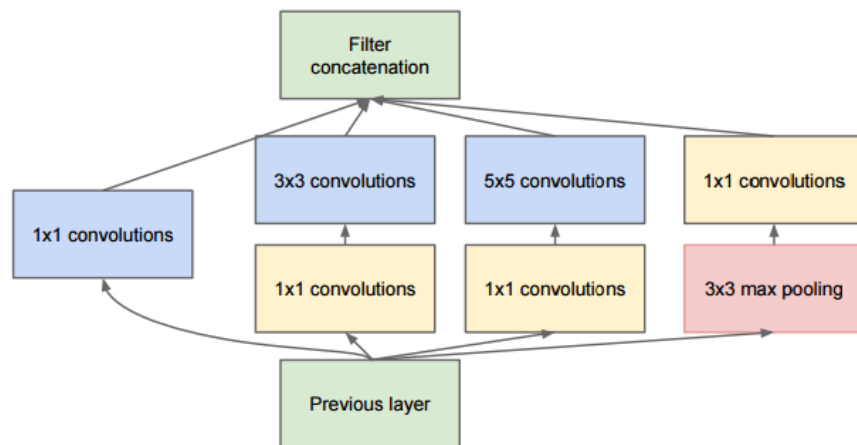 Filter
concatenation
3x3 convolutions
5x5 convolutions
1x1 convolutions
1x1 convolutions
1x1 convolutions
1x1 convolutions
3x3 max pooling
Previous layer